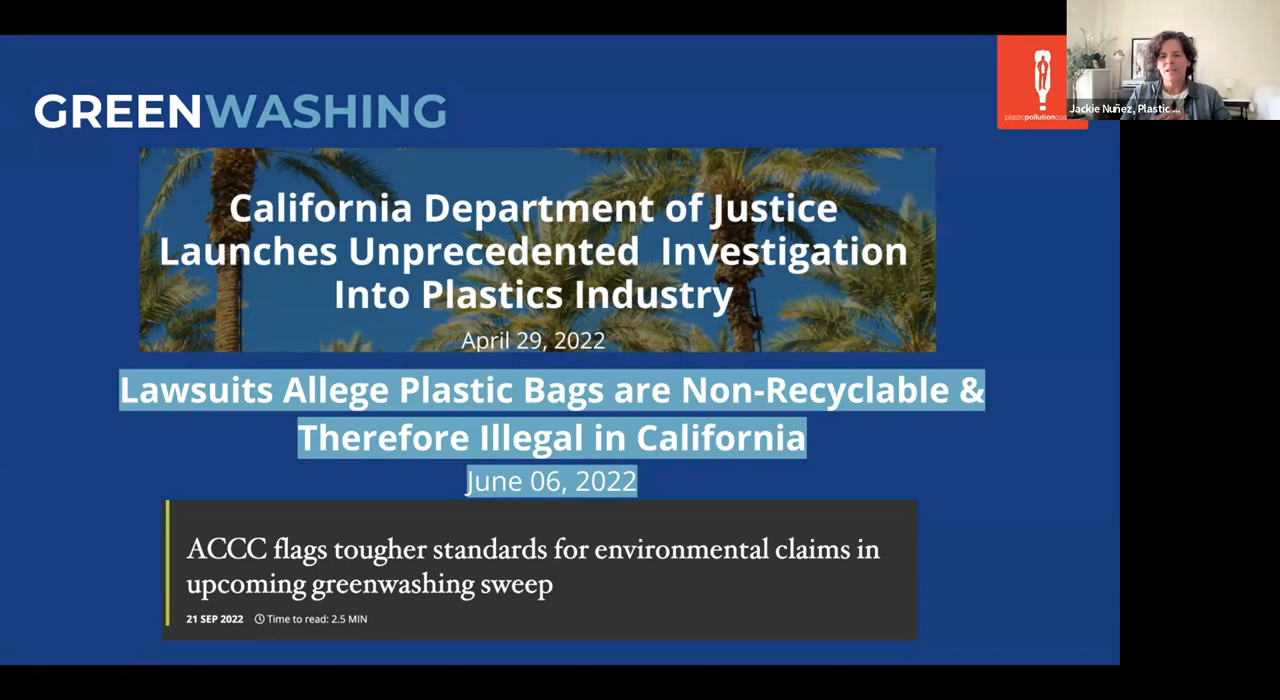 GREENWASHING
plasticpollutioncoa
Jackie Nuñez, Plastic ...
California Department of Justice
Launches Unprecedented Investigation
Into Plastics Industry
April 29, 2022
Lawsuits Allege Plastic Bags are Non-Recyclable &
Therefore Illegal in California
June 06, 2022
ACCC flags tougher standards for environmental claims in
upcoming greenwashing sweep
21 SEP 2022 Time to read: 2.5 MIN